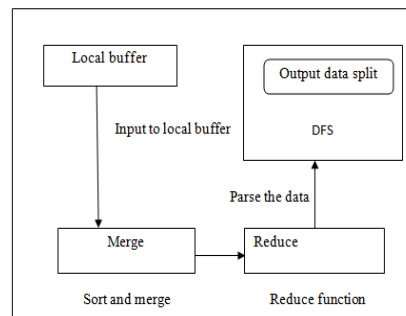 Local buffer
Output data split
Input to local buffer
DFS
Parse the data
Merge
Reduce
Sort and merge
Reduce function